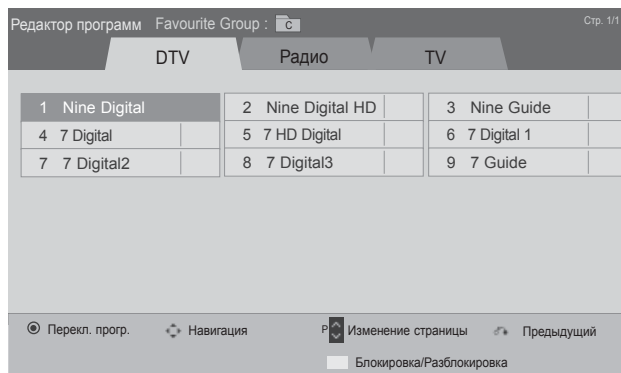 Редактор программ Favourite Group : C Стр. 1/1
DTV Радио TV
1 Nine Digital 2 Nine Digital HD 3 Nine Guide
4 7 Digital 5 7 HD Digital 6 7 Digital 1
7 7 Digital2 8 7 Digital3 9 7 Guide
Перекл. прогр. Навигация P Изменение страницы Предыдущий
Блокировка/Разблокировка